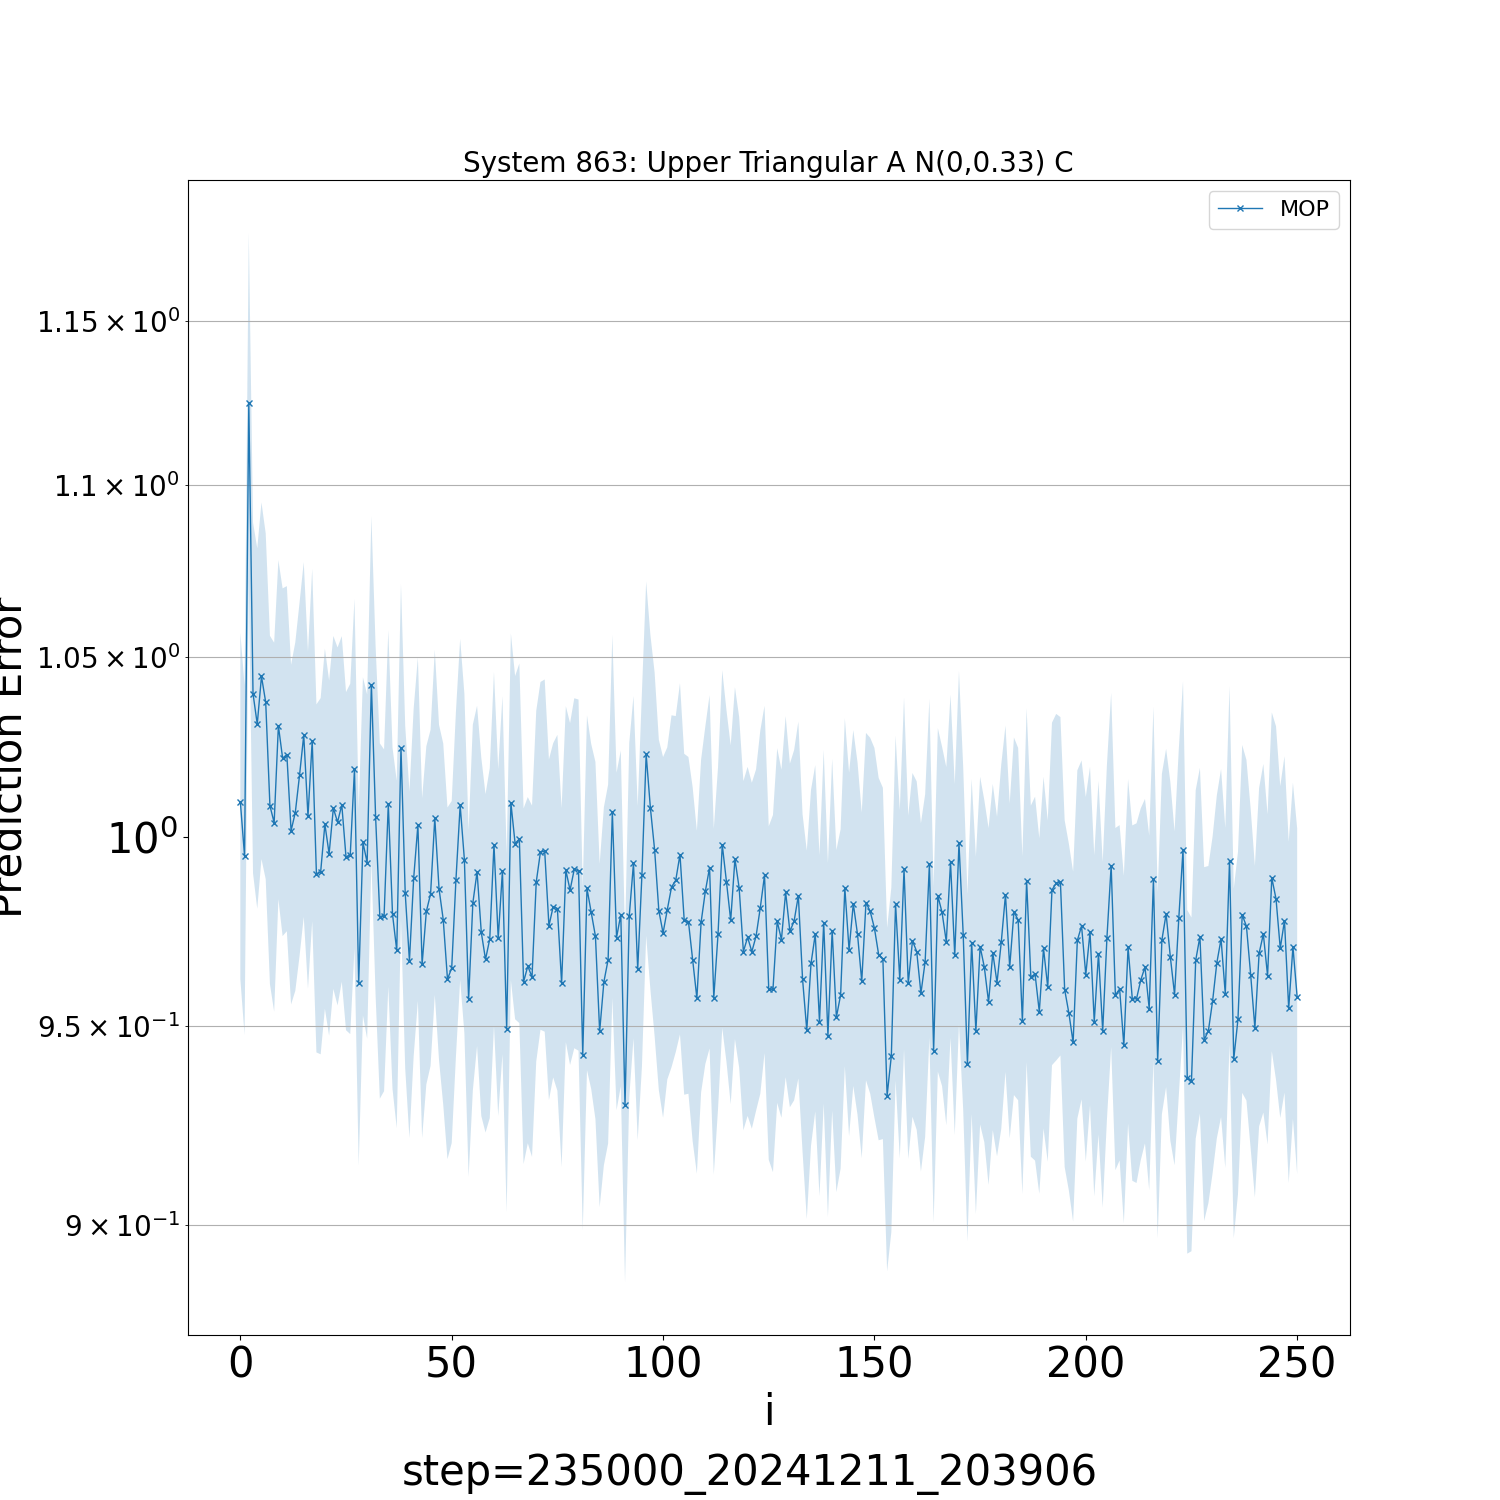 System 863: Upper Triangular A N(0,0.33) C
MOP
1.15 × 10⁰
1.1 × 10⁰
1.05 × 10⁰
10⁰
9.5 × 10⁻¹
9 × 10⁻¹
Prediction Error
0 50 100 150 200 250
i
step=235000_20241211_203906